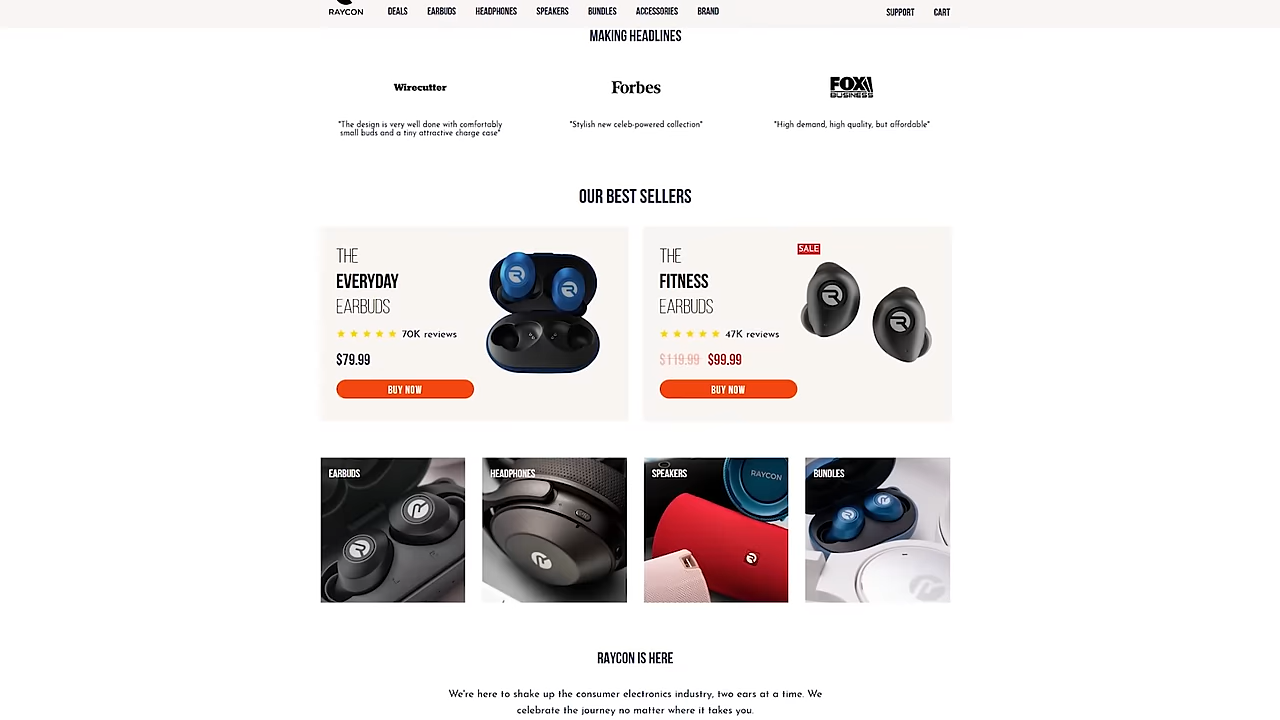 RAYCON
DEALS
EARBUDS
HEADPHONES
SPEAKERS
BUNDLES
ACCESSORIES
BRAND
SUPPORT
CART
MAKING HEADLINES
Wirecutter
Forbes
FOX
BUSINESS
"The design is very well done with comfortably
small buds and a tiny attractive charge case"
"Stylish new celeb-powered collection"
"High demand, high quality, but affordable"
OUR BEST SELLERS
THE
EVERYDAY
EARBUDS
70K reviews
$79.99
BUY NOW
SALE
THE
FITNESS
EARBUDS
47K reviews
$119.99 $99.99
BUY NOW
EARBUDS
HEADPHONES
SPEAKERS
RAYCON
BUNDLES
RAYCON IS HERE
We're here to shake up the consumer electronics industry, two ears at a time. We
celebrate the journey no matter where it takes you.